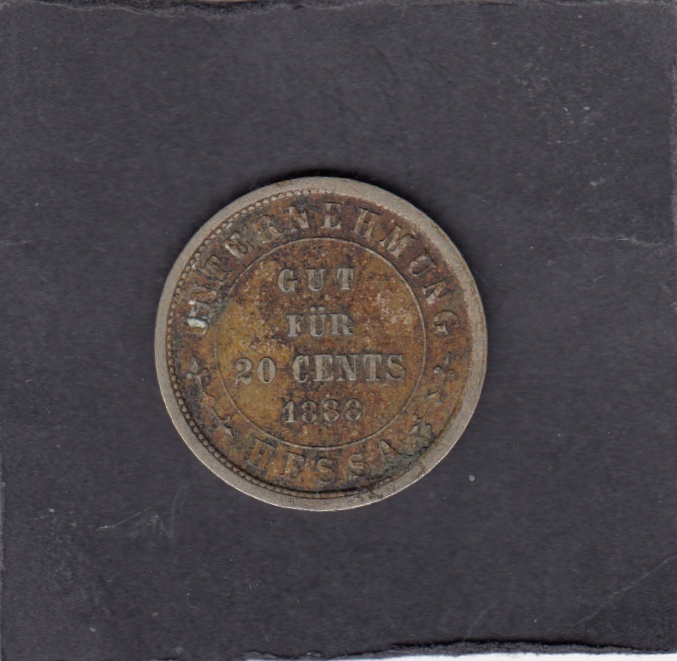 UNTERNEHMUNG
GUT
FÜR
20 CENTS
1888
HESSA